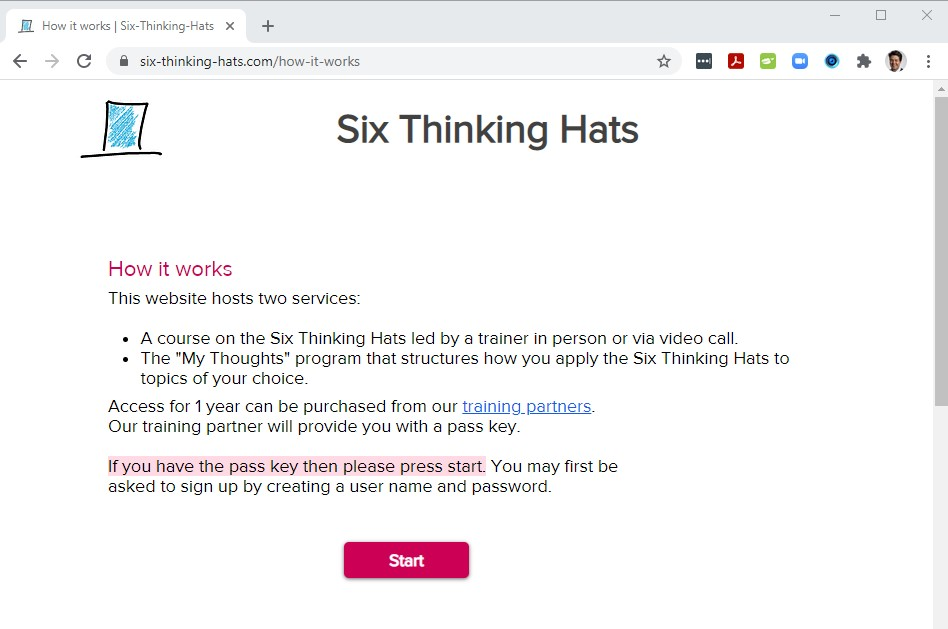 How it works | Six-Thinking-Hats
six-thinking-hats.com/how-it-works
Six Thinking Hats
How it works
This website hosts two services:
• A course on the Six Thinking Hats led by a trainer in person or via video call.
• The "My Thoughts" program that structures how you apply the Six Thinking Hats to
topics of your choice.
Access for 1 year can be purchased from our training partners.
Our training partner will provide you with a pass key.
If you have the pass key then please press start. You may first be
asked to sign up by creating a user name and password.
Start